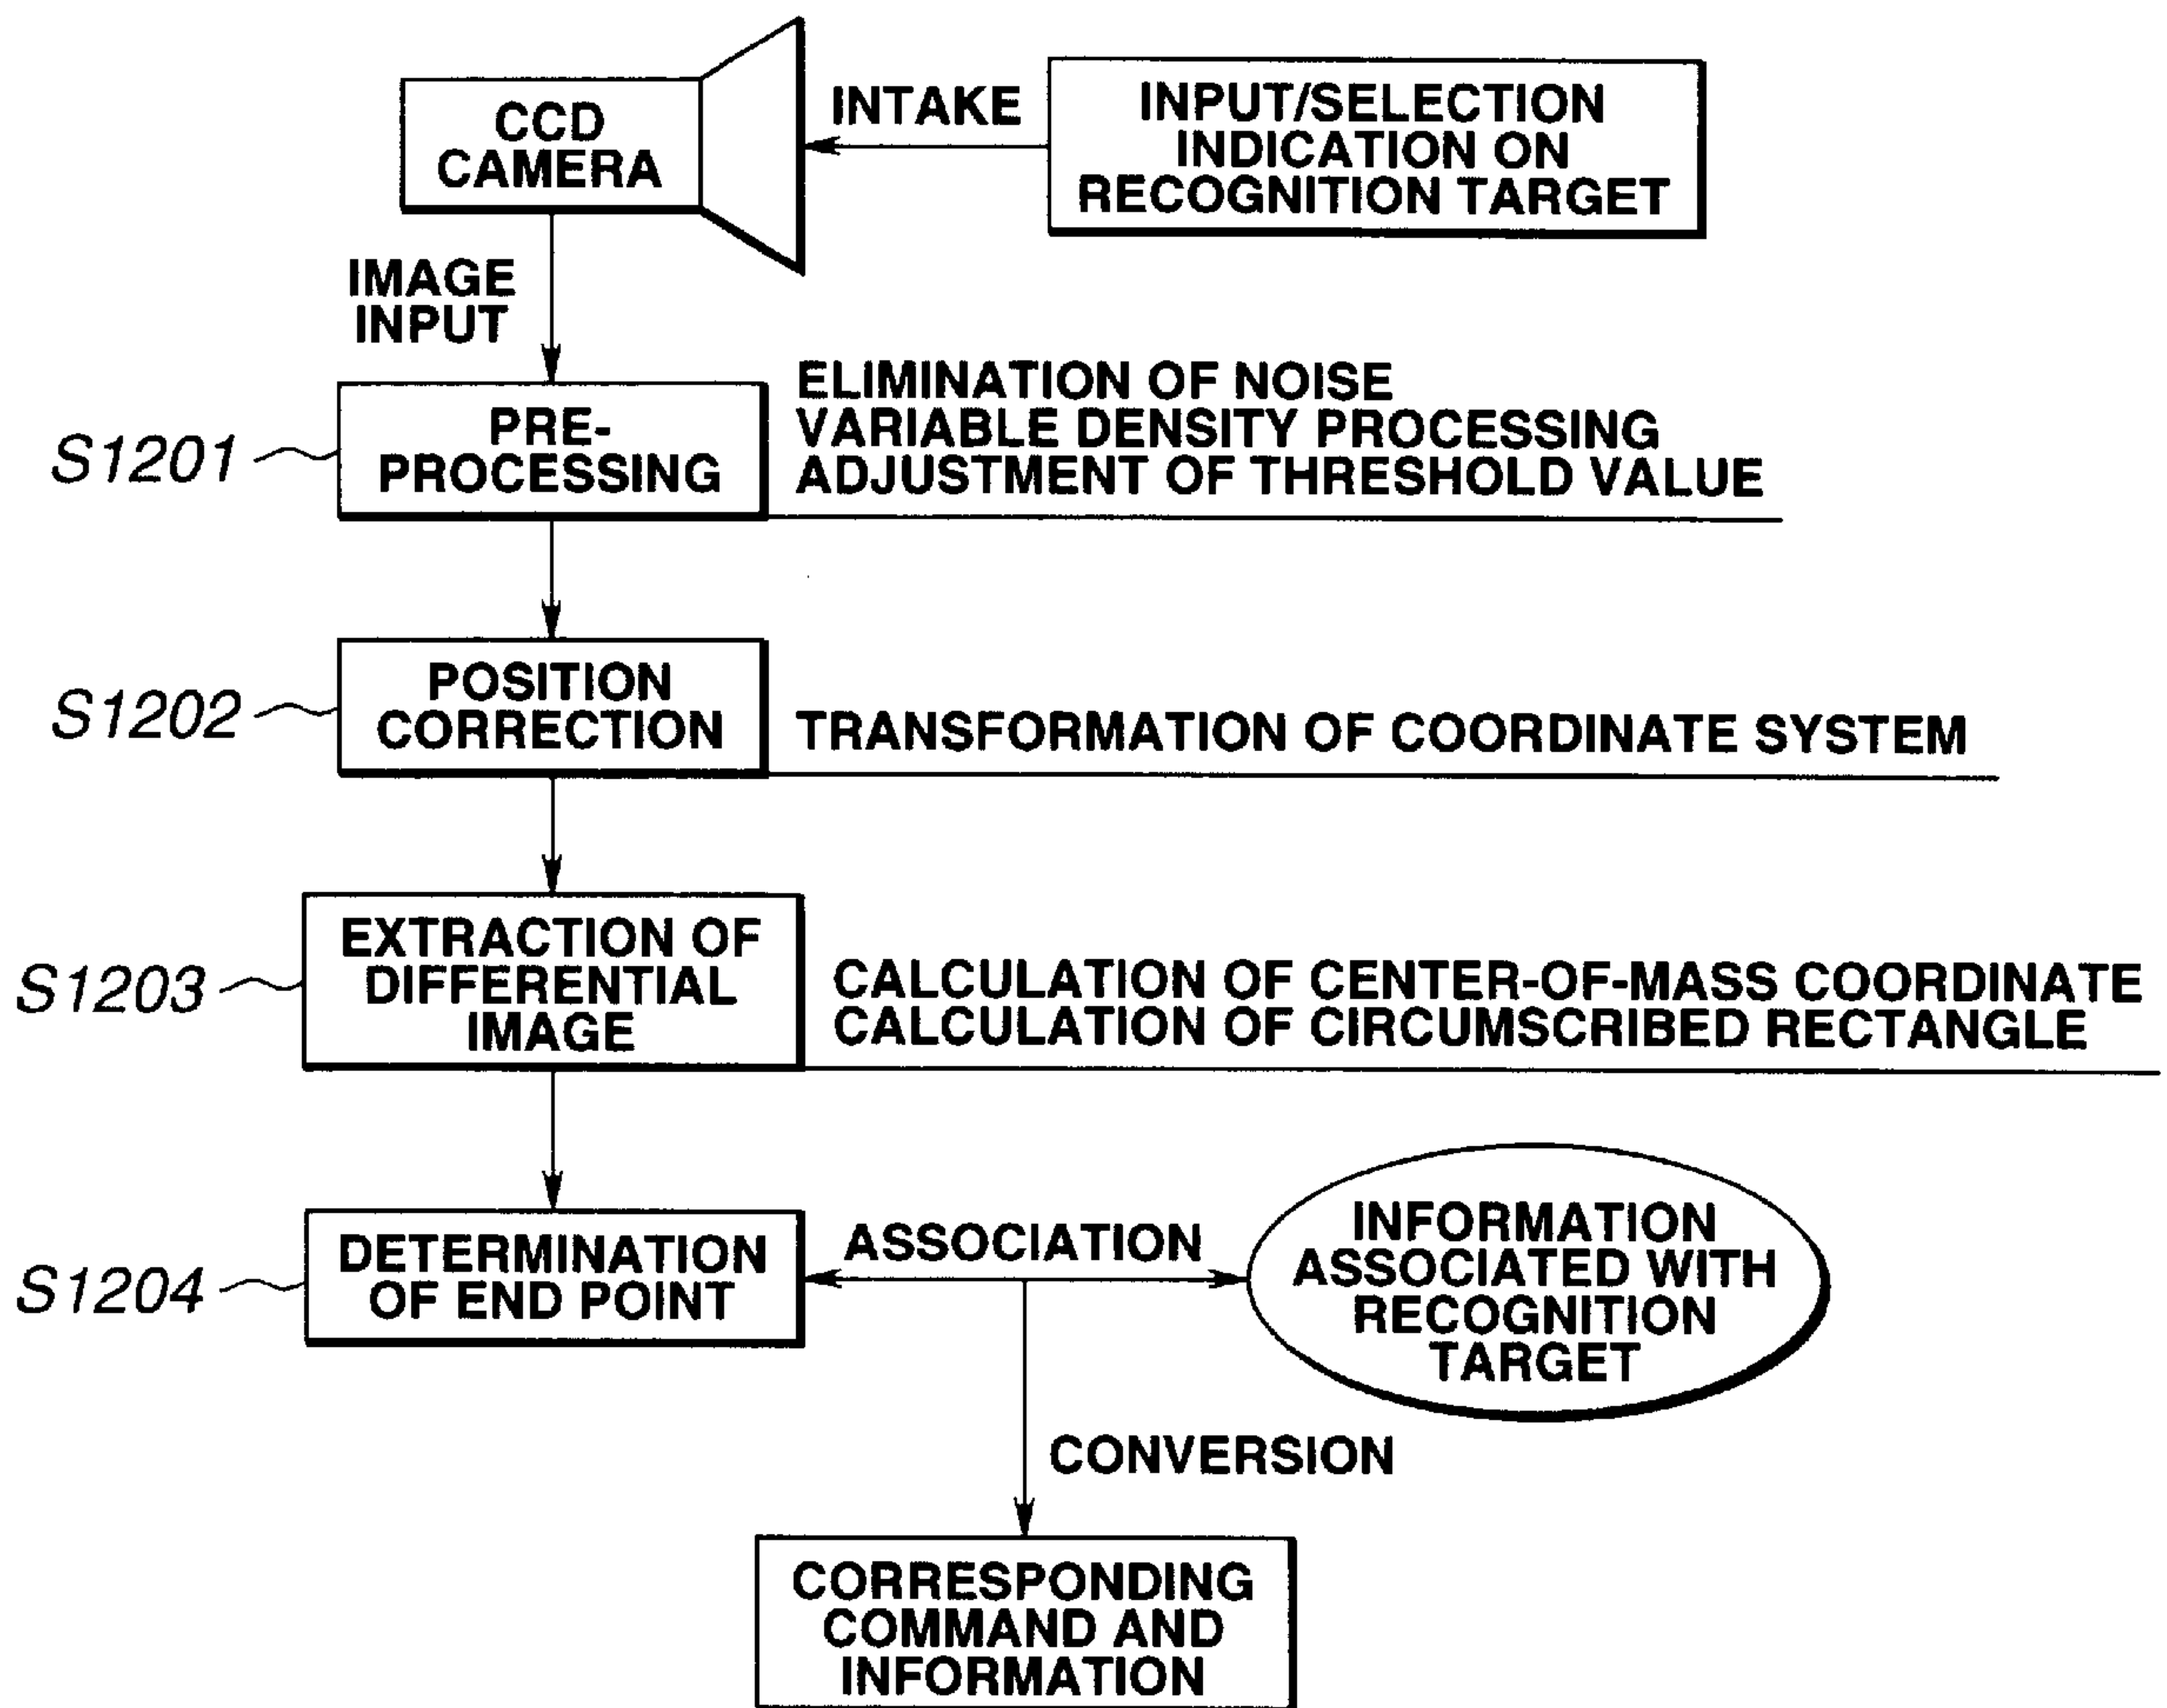 CCD
CAMERA
INTAKE
INPUT/SELECTION
INDICATION ON
RECOGNITION TARGET
IMAGE
INPUT
S1201
PRE-
PROCESSING
ELIMINATION OF NOISE
VARIABLE DENSITY PROCESSING
ADJUSTMENT OF THRESHOLD VALUE
S1202
POSITION
CORRECTION
TRANSFORMATION OF COORDINATE SYSTEM
S1203
EXTRACTION OF
DIFFERENTIAL
IMAGE
CALCULATION OF CENTER-OF-MASS COORDINATE
CALCULATION OF CIRCUMSCRIBED RECTANGLE
S1204
DETERMINATION
OF END POINT
ASSOCIATION
INFORMATION
ASSOCIATED WITH
RECOGNITION
TARGET
CONVERSION
CORRESPONDING
COMMAND AND
INFORMATION